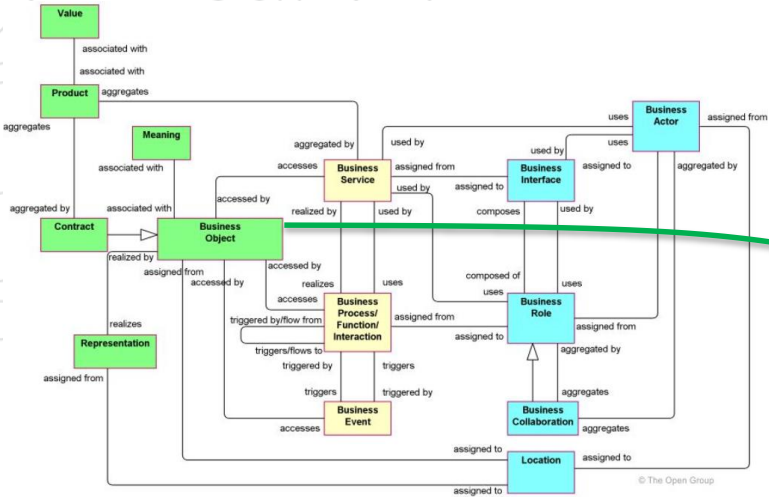 Value
associated with
associated with
Product
aggregates
aggregates
Meaning
associated with
aggregated by
accesses
Business
Service
used by
assigned from
Business
Interface
assigned to
used by
uses
uses
Business
Actor
assigned from
assigned to
aggregated by
accessed by
used by
aggregated by
associated with
realized by
used by
composes
used by
Contract
Business
Object
realized by
assigned from
accessed by
accessed by
accesses
realizes
uses
composed of
uses
uses
Business
Process/
Function/
Interaction
triggered by/flow from
triggers/flows to
assigned from
assigned to
Business
Role
assigned from
realizes
Representation
assigned from
triggered by
triggers
aggregated by
triggers
triggered by
aggregates
Business
Event
accesses
Business
Collaboration
aggregates
assigned to
Location
assigned to
assigned to
© The Open Group